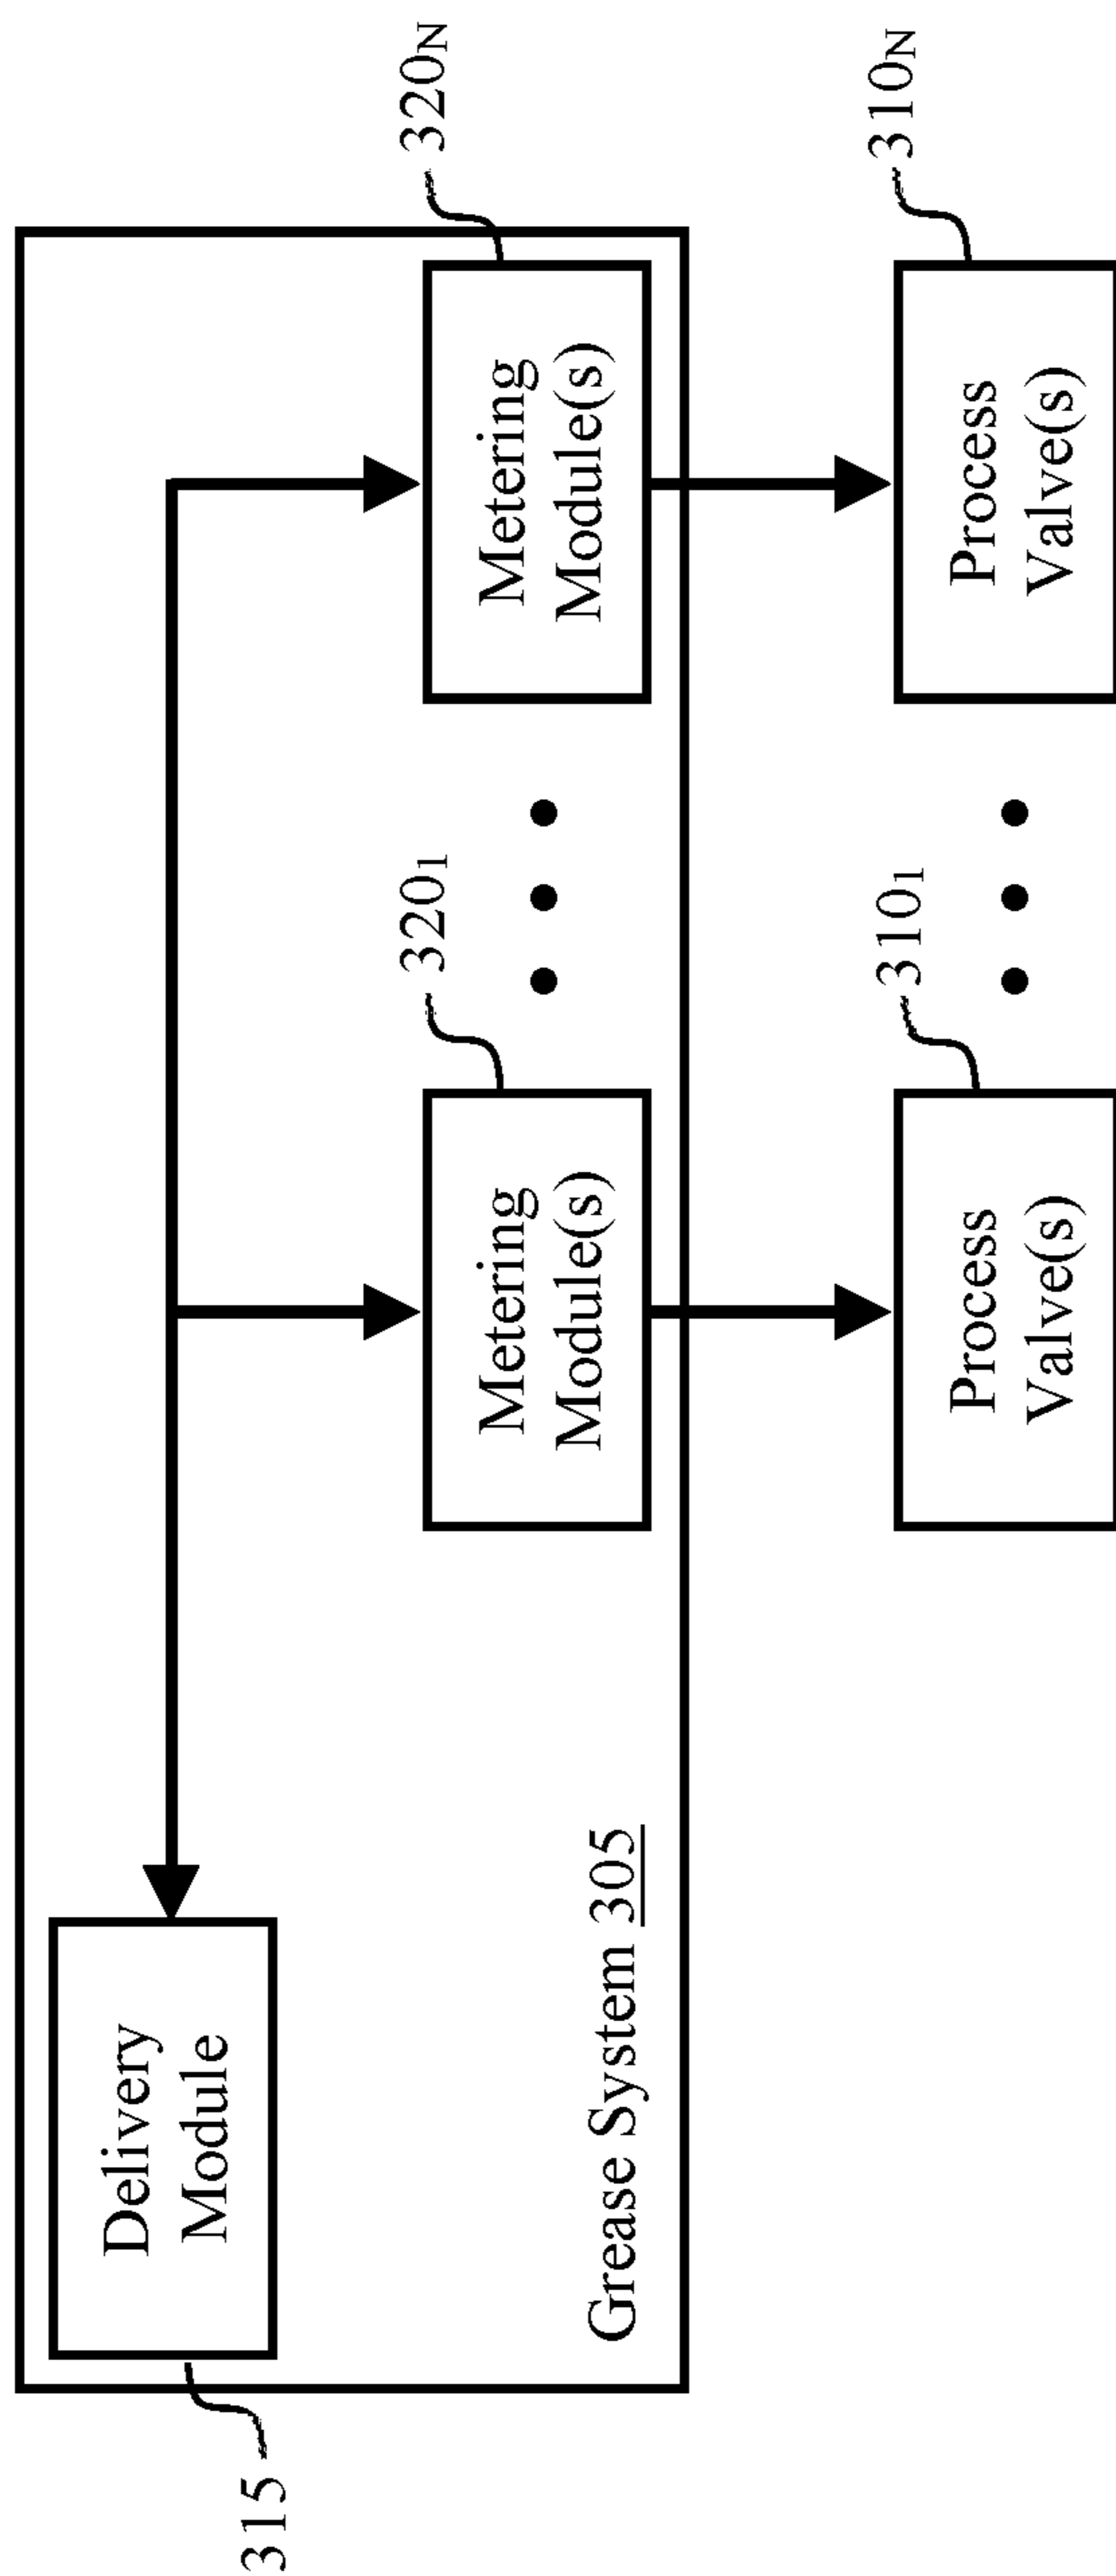 315
Delivery
Module
Grease System 305
Metering
Module(s)
320₁
Metering
Module(s)
320N
Process
Valve(s)
310₁
Process
Valve(s)
310N